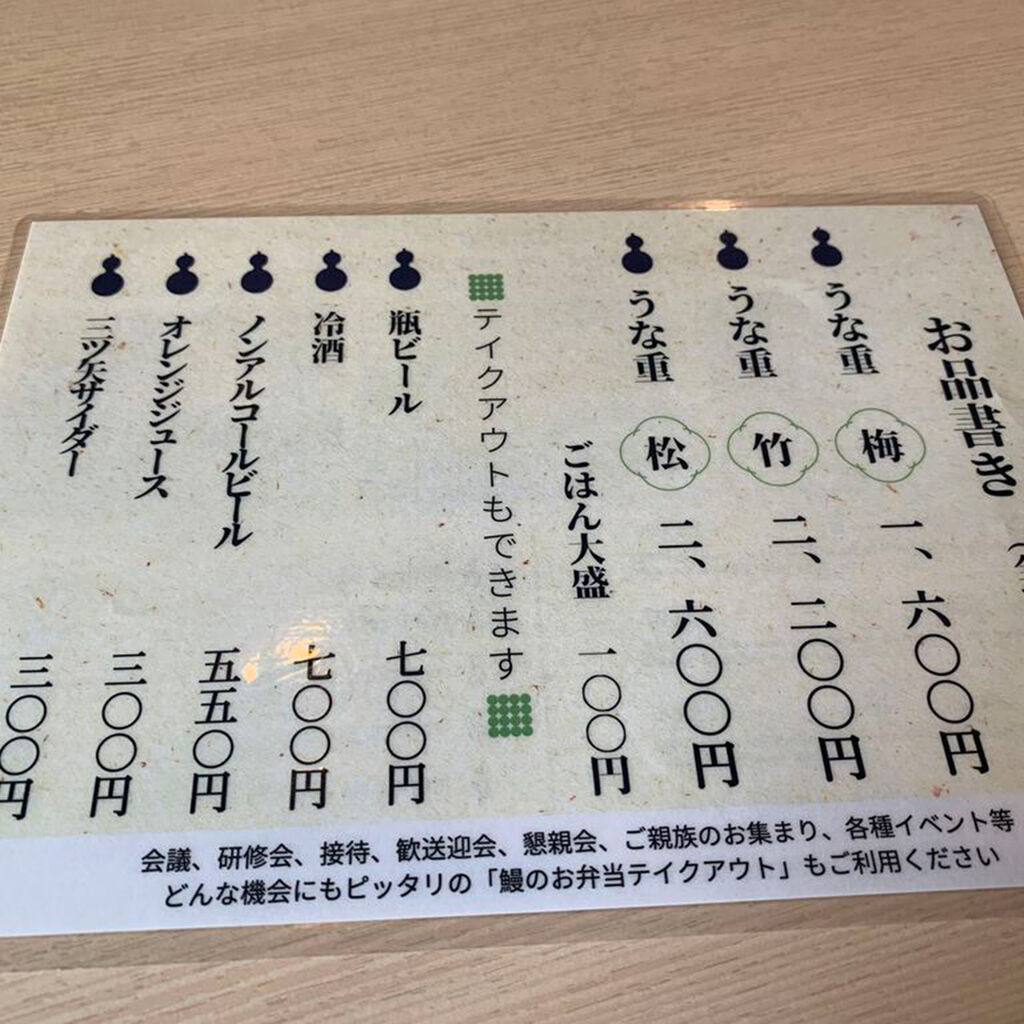 お品書き
うな重 梅 一、六〇〇円
うな重 竹 二、二〇〇円
うな重 松 二、六〇〇円
ごはん大盛 一〇〇円
テイクアウトもできます
瓶ビール 七〇〇円
冷酒 七〇〇円
ノンアルコールビール 五五〇円
オレンジジュース 三〇〇円
三ツ矢サイダー 三〇〇円
会議、研修会、接待、歓送迎会、懇親会、ご親族のお集まり、各種イベント等
どんな機会にもピッタリの「鰻のお弁当テイクアウト」もご利用ください